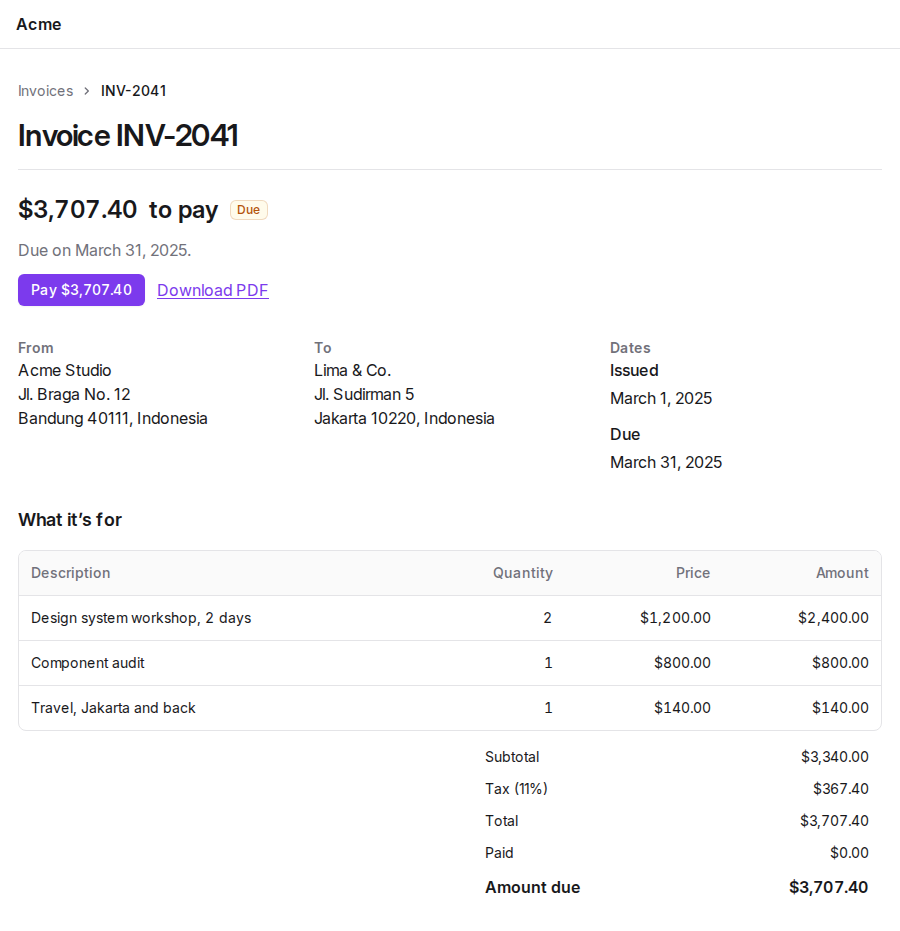 Acme
Invoices > INV-2041
Invoice INV-2041
$3,707.40 to pay Due
Due on March 31, 2025.
Pay $3,707.40 Download PDF
From
Acme Studio
Jl. Braga No. 12
Bandung 40111, Indonesia
To
Lima & Co.
Jl. Sudirman 5
Jakarta 10220, Indonesia
Dates
Issued
March 1, 2025
Due
March 31, 2025
What it’s for
Description Quantity Price Amount
Design system workshop, 2 days 2 $1,200.00 $2,400.00
Component audit 1 $800.00 $800.00
Travel, Jakarta and back 1 $140.00 $140.00
Subtotal $3,340.00
Tax (11%) $367.40
Total $3,707.40
Paid $0.00
Amount due $3,707.40